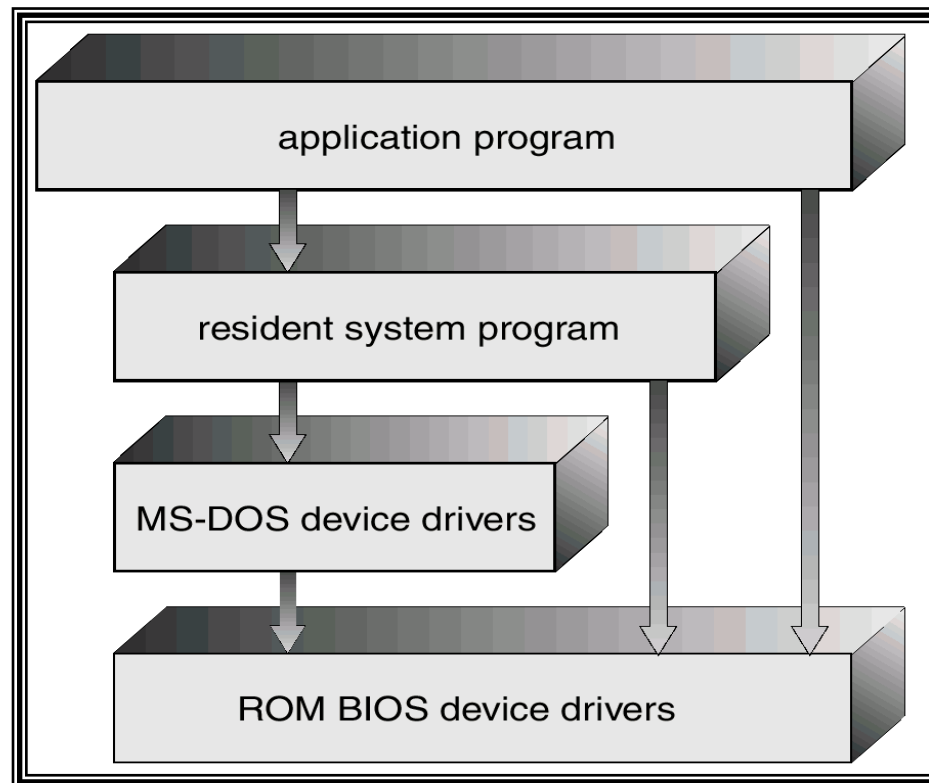 application program
resident system program
MS-DOS device drivers
ROM BIOS device drivers